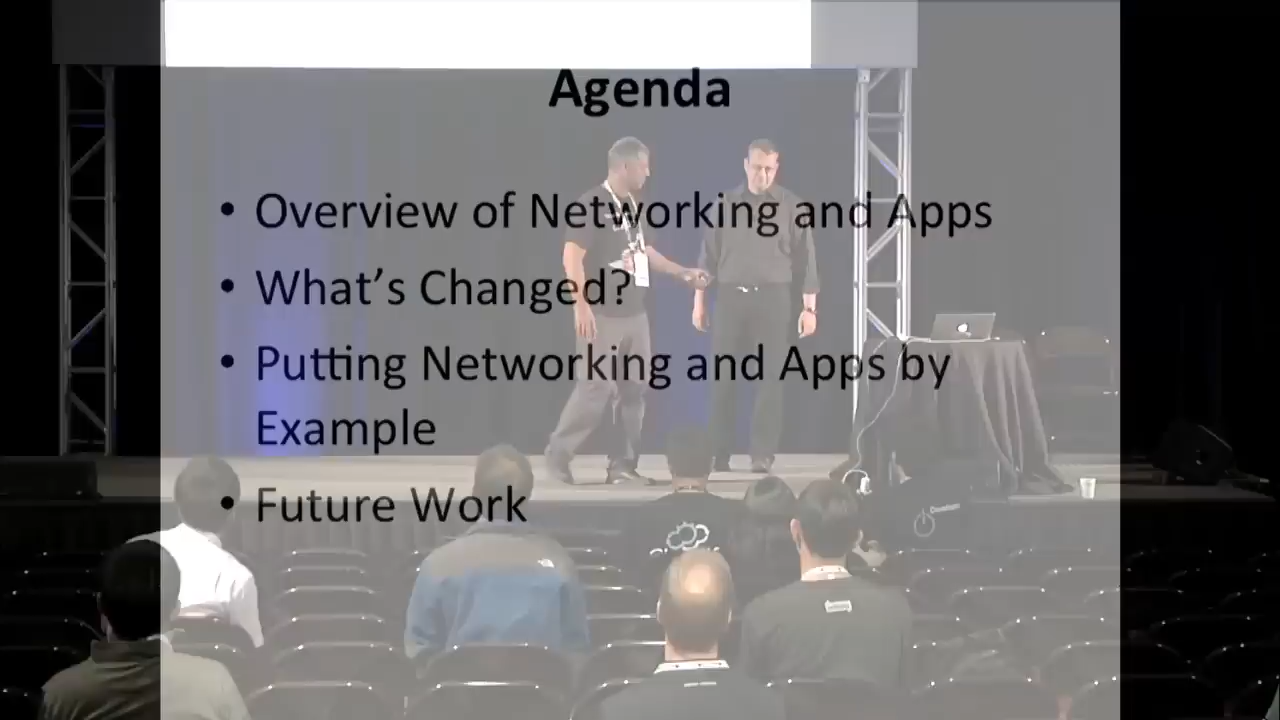 Agenda
• Overview of Networking and Apps
• What's Changed?
• Putting Networking and Apps by
Example
• Future Work